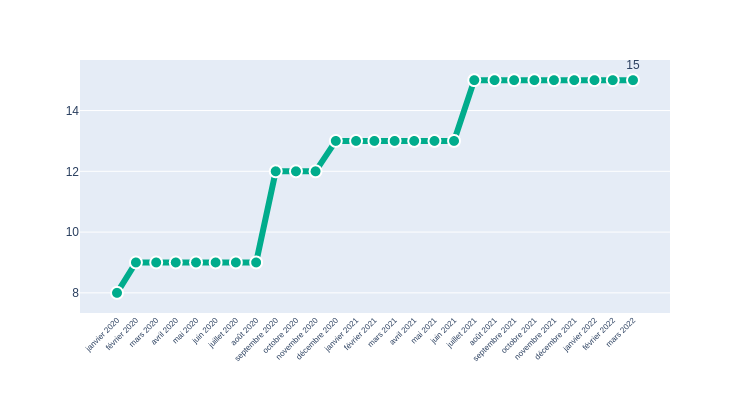 15
14
12
10
8
janvier 2020
février 2020
mars 2020
avril 2020
mai 2020
juin 2020
juillet 2020
août 2020
septembre 2020
octobre 2020
novembre 2020
décembre 2020
janvier 2021
février 2021
mars 2021
avril 2021
mai 2021
juin 2021
juillet 2021
août 2021
septembre 2021
octobre 2021
novembre 2021
décembre 2021
janvier 2022
février 2022
mars 2022